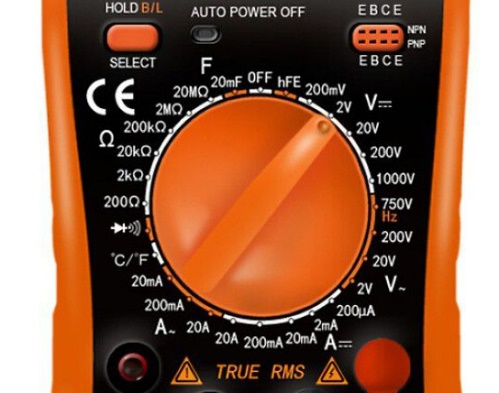 HOLD B/L
AUTO POWER OFF
E B C E
NPN
PNP
E B C E
SELECT
F
20mF
OFF
hFE
200mV
2V
V⎓
20V
200V
1000V
750V
Hz
200V
20V
V~
2V
200μA
2mA
A⎓
20mA
200mA
20A
20A
A~
200mA
20mA
°C/°F
200Ω
2kΩ
20kΩ
Ω
200kΩ
2MΩ
20MΩ
CE
TRUE RMS